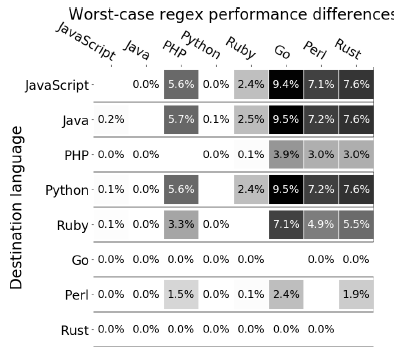 Worst-case regex performance differences
JavaScript Java PHP Python Ruby Go Perl Rust
Destination language
JavaScript 0.0% 5.6% 0.0% 2.4% 9.4% 7.1% 7.6%
Java 0.2% 5.7% 0.1% 2.5% 9.5% 7.2% 7.6%
PHP 0.0% 0.0% 0.0% 0.1% 3.9% 3.0% 3.0%
Python 0.1% 0.0% 5.6% 2.4% 9.5% 7.2% 7.6%
Ruby 0.1% 0.0% 3.3% 0.0% 7.1% 4.9% 5.5%
Go 0.0% 0.0% 0.0% 0.0% 0.0% 0.0% 0.0%
Perl 0.0% 0.0% 1.5% 0.0% 0.1% 2.4% 1.9%
Rust 0.0% 0.0% 0.0% 0.0% 0.0% 0.0% 0.0%